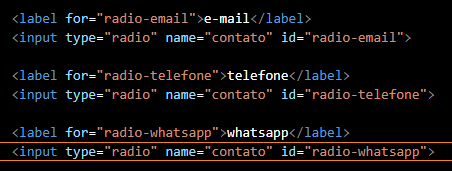 <label for="radio-email">e-mail</label>
<input type="radio" name="contato" id="radio-email">
<label for="radio-telefone">telefone</label>
<input type="radio" name="contato" id="radio-telefone">
<label for="radio-whatsapp">whatsapp</label>
<input type="radio" name="contato" id="radio-whatsapp">